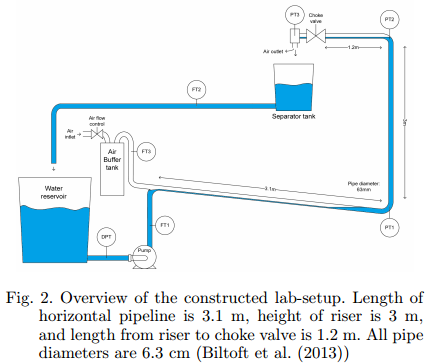 PT3
Choke
valve
PT2
Air outlet
1.2m
Separator tank
FT2
3m
Air flow
control
Air
inlet
Air
Buffer
tank
FT3
3.1m
Pipe diameter:
63mm
Water
reservoir
DPT
FT1
Pump
PT1
Fig. 2. Overview of the constructed lab-setup. Length of
horizontal pipeline is 3.1 m, height of riser is 3 m,
and length from riser to choke valve is 1.2 m. All pipe
diameters are 6.3 cm (Biltoft et al. (2013))